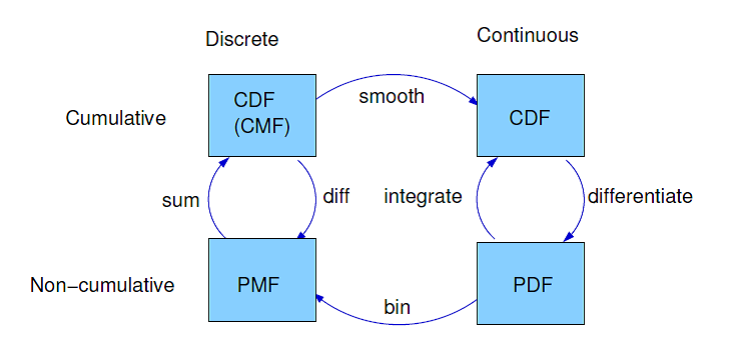 Discrete
Continuous
Cumulative
CDF
(CMF)
smooth
CDF
sum
diff
integrate
differentiate
Non−cumulative
PMF
bin
PDF